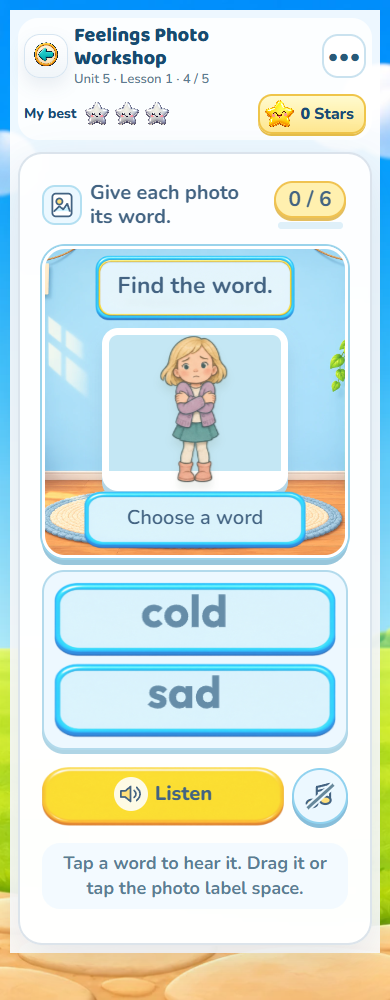 Feelings Photo
Workshop
Unit 5 · Lesson 1 · 4 / 5
My best
0 Stars
Give each photo
its word.
0 / 6
Find the word.
Choose a word
cold
sad
Listen
Tap a word to hear it. Drag it or
tap the photo label space.